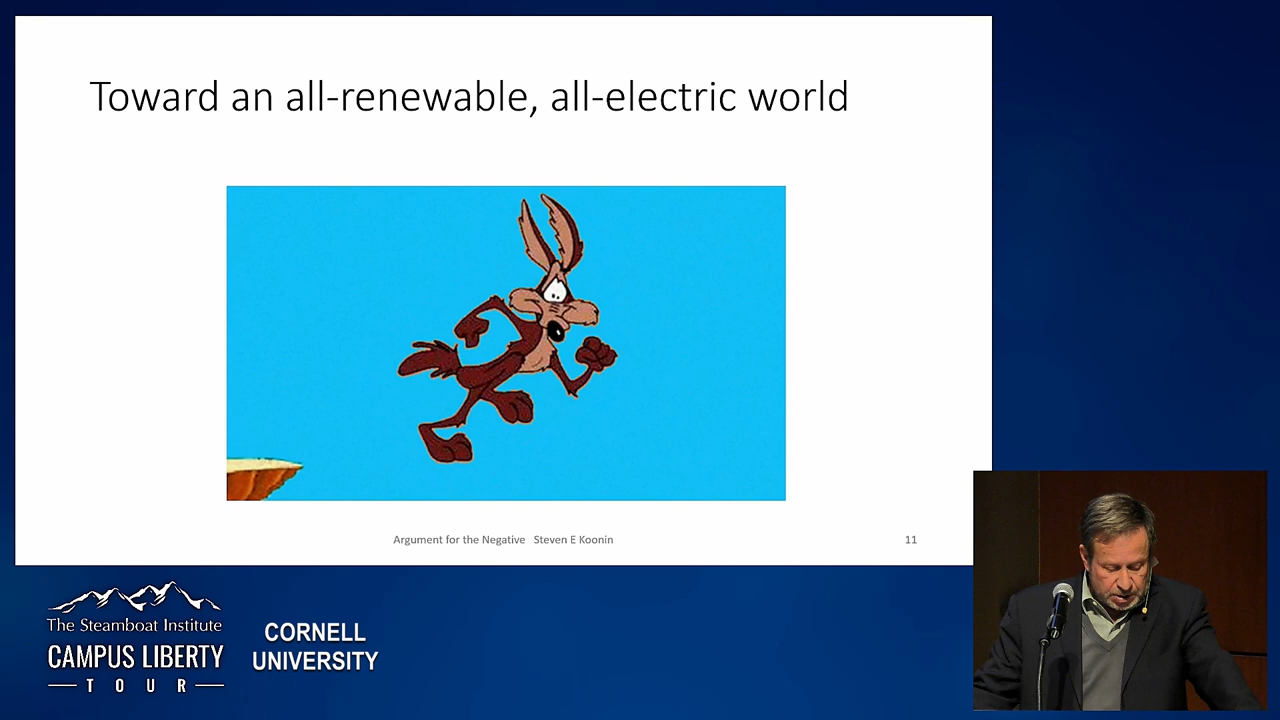 Toward an all-renewable, all-electric world
Argument for the Negative Steven E Koonin
11
The Steamboat Institute
CAMPUS LIBERTY
TOUR
CORNELL
UNIVERSITY